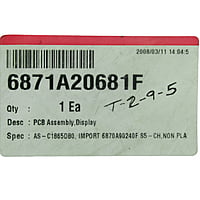 2008/03/11 14:04:5
6871A20681F
Qty : 1 Ea
T-2-9-5
Desc : PCB Assembly,Display
Spec : AS-C1865DB0, IMPORT 6870A90240F S5-CH,NON PLA